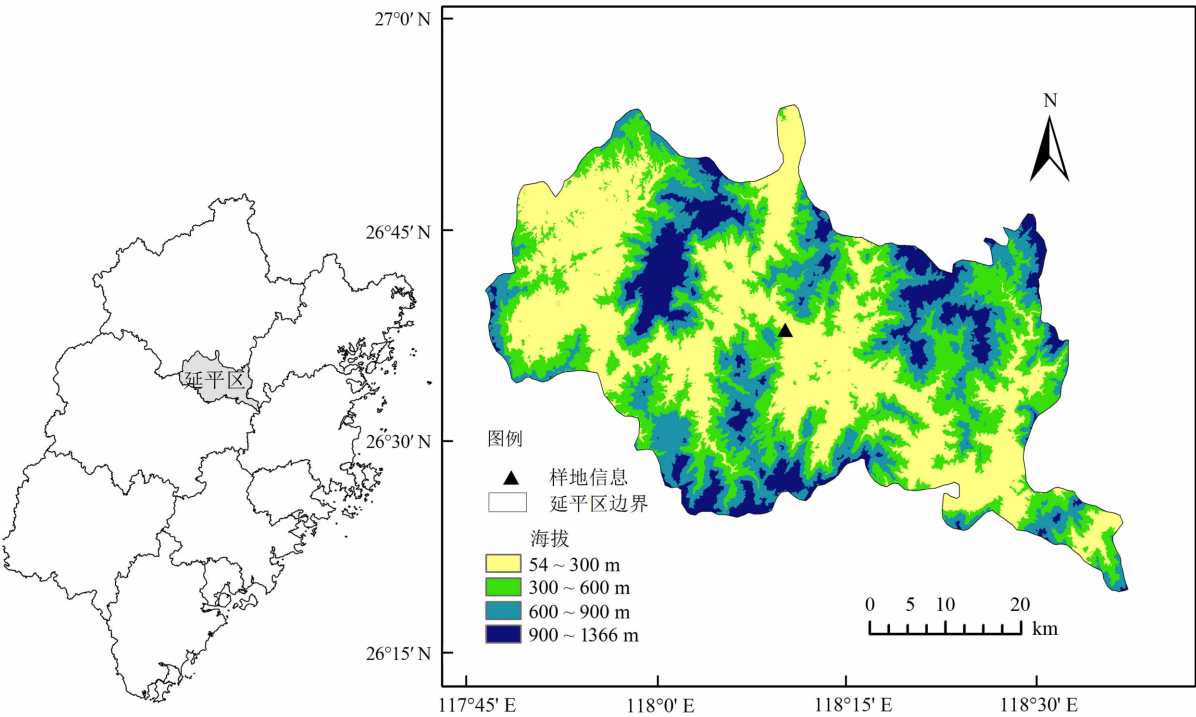 27°0′ N
N
26°45′ N
延平区
26°30′ N
图例
样地信息
延平区边界
海拔
54 ~ 300 m
300 ~ 600 m
600 ~ 900 m
900 ~ 1366 m
0 5 10 20
km
26°15′ N
117°45′ E 118°0′ E 118°15′ E 118°30′ E